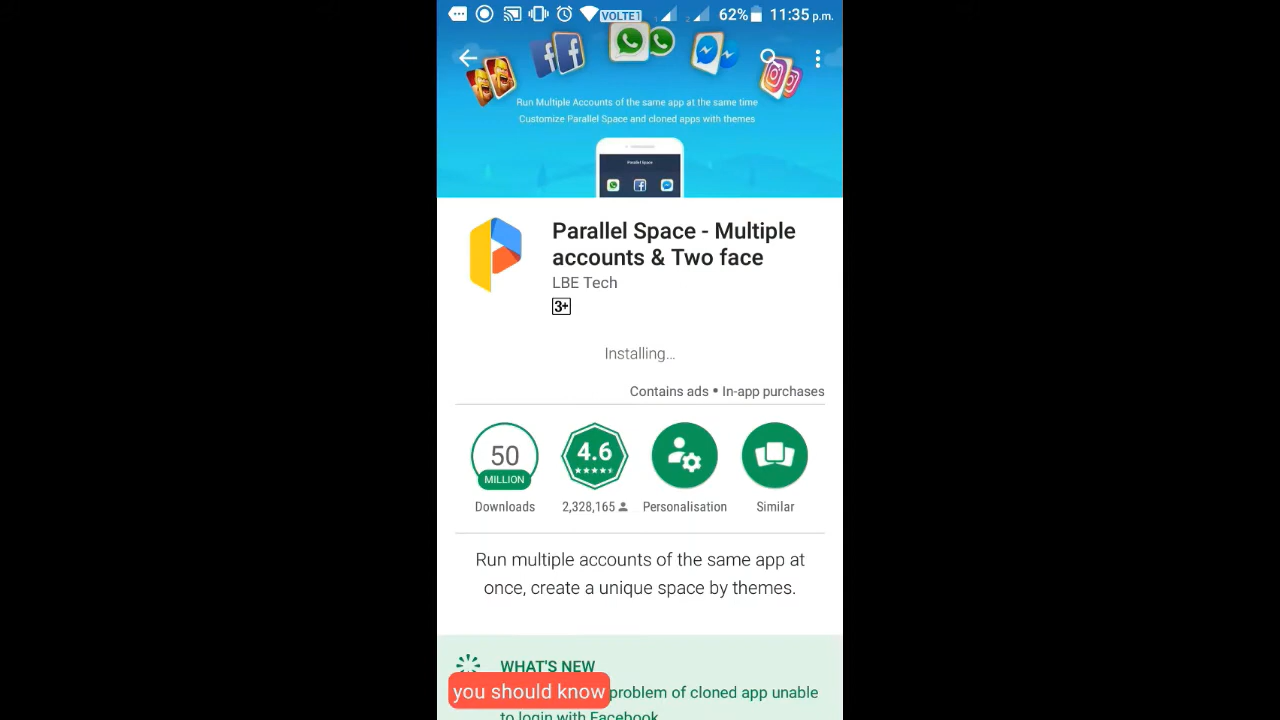 VOLTE1 1 2 62% 11:35 p.m.
Run Multiple Accounts of the same app at the same time
Customize Parallel Space and cloned apps with themes
Parallel Space
Parallel Space - Multiple
accounts & Two face
LBE Tech
3+
Installing...
Contains ads • In-app purchases
50
MILLION
Downloads
4.6
2,328,165
Personalisation
Similar
Run multiple accounts of the same app at
once, create a unique space by themes.
WHAT'S NEW
you should know problem of cloned app unable
to login with Facebook